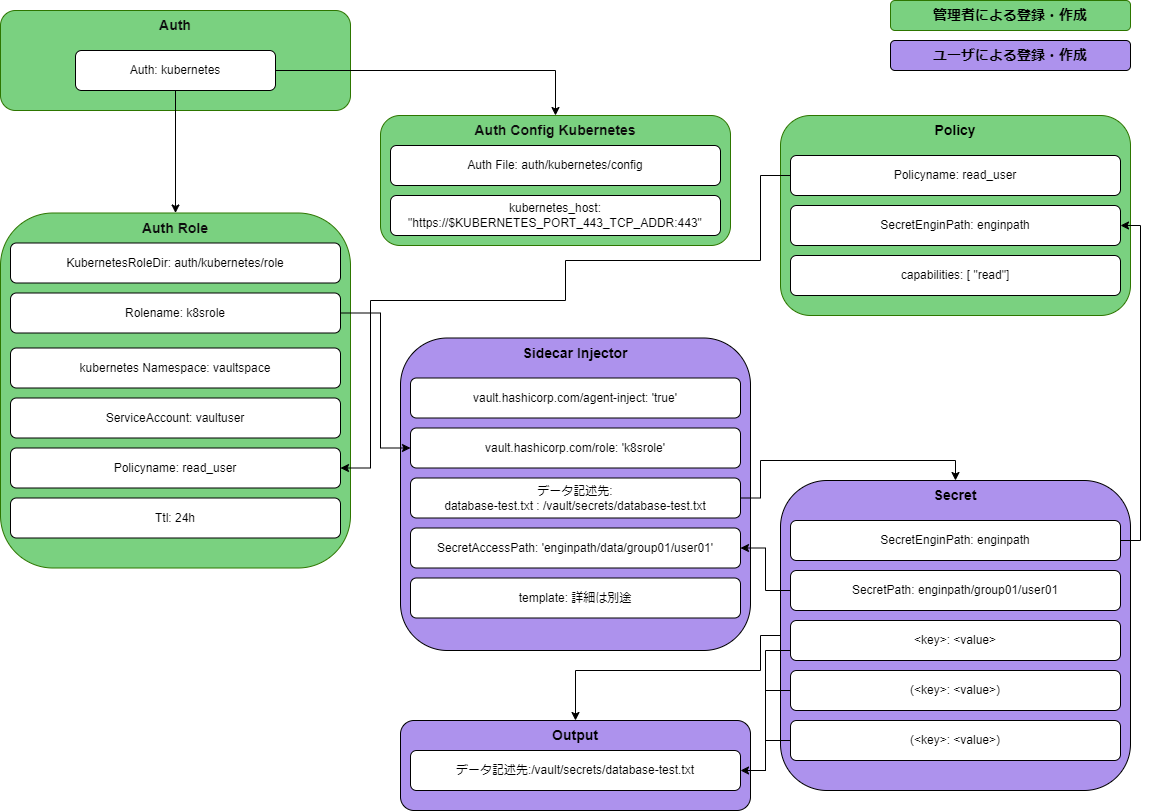 管理者による登録・作成
ユーザによる登録・作成
Auth
Auth: kubernetes
Auth Config Kubernetes
Auth File: auth/kubernetes/config
kubernetes_host:
"https://$KUBERNETES_PORT_443_TCP_ADDR:443"
Policy
Policyname: read_user
SecretEnginPath: enginpath
capabilities: [ "read"]
Auth Role
KubernetesRoleDir: auth/kubernetes/role
Rolename: k8srole
kubernetes Namespace: vaultspace
ServiceAccount: vaultuser
Policyname: read_user
Ttl: 24h
Sidecar Injector
vault.hashicorp.com/agent-inject: 'true'
vault.hashicorp.com/role: 'k8srole'
データ記述先:
database-test.txt : /vault/secrets/database-test.txt
SecretAccessPath: 'enginpath/data/group01/user01'
template: 詳細は別途
Secret
SecretEnginPath: enginpath
SecretPath: enginpath/group01/user01
<key>: <value>
(<key>: <value>)
(<key>: <value>)
Output
データ記述先:/vault/secrets/database-test.txt